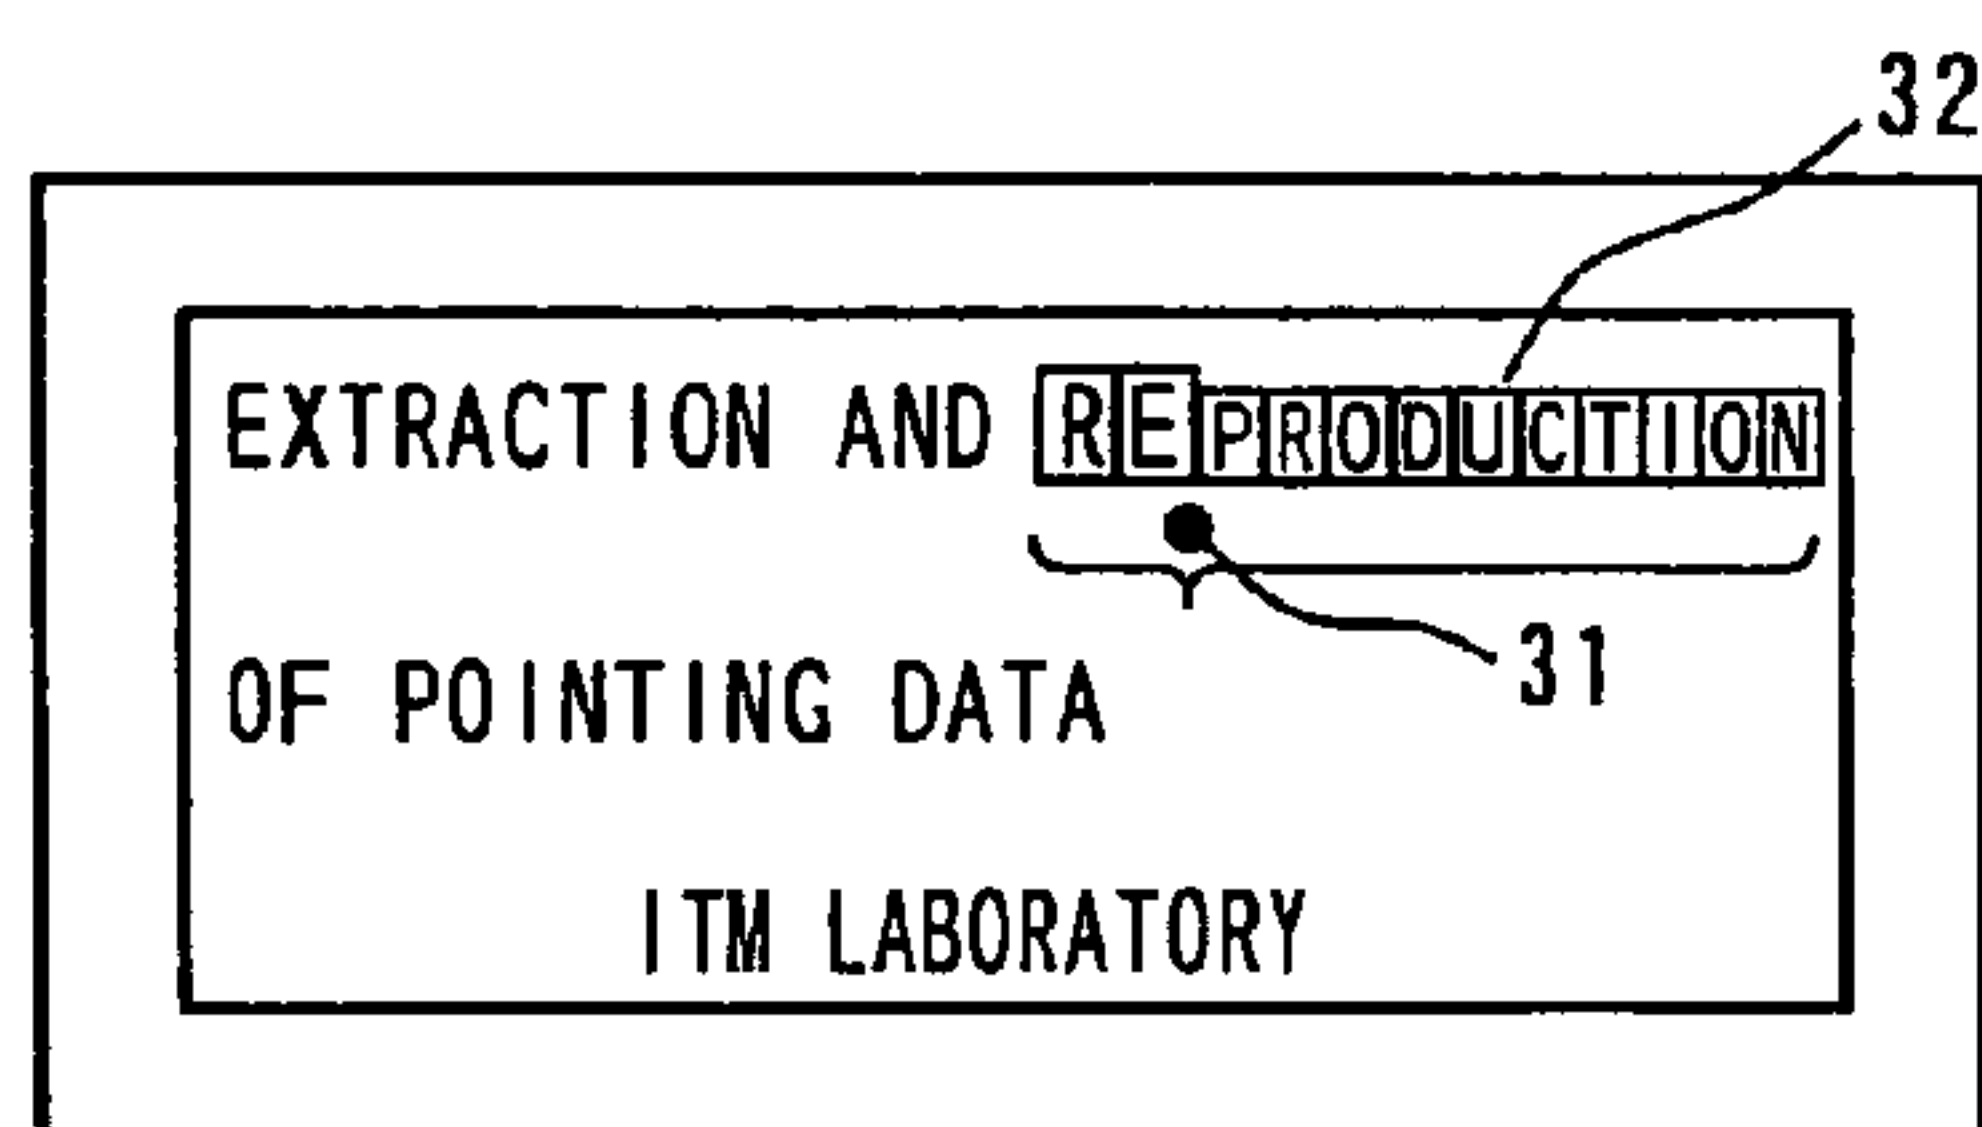 32
EXTRACTION AND REPRODUCTION
31
OF POINTING DATA
ITM LABORATORY